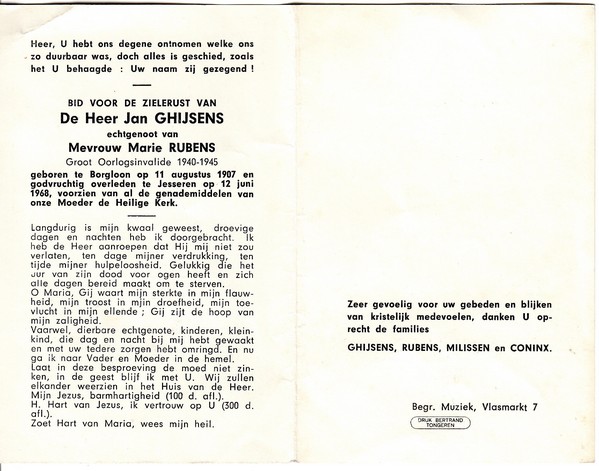 Heer, U hebt ons degene ontnomen welke ons
zo duurbaar was, doch alles is geschied, zoals
het U behaagde : Uw naam zij gezegend !
BID VOOR DE ZIELERUST VAN
De Heer Jan GHIJSENS
echtgenoot van
Mevrouw Marie RUBENS
Groot Oorlogsinvalide 1940-1945
geboren te Borgloon op 11 augustus 1907 en
godvruchtig overleden te Jesseren op 12 juni
1968, voorzien van al de genademiddelen van
onze Moeder de Heilige Kerk.
Langdurig is mijn kwaal geweest, droevige
dagen en nachten heb ik doorgebracht. Ik
heb de Heer aanroepen dat Hij mij niet zou
verlaten, ten dage mijner verdrukking, ten
tijde mijner hulpeloosheid. Gelukkig die het
uur van zijn dood voor ogen heeft en zich
alle dagen bereid maakt om te sterven.
O Maria, Gij waart mijn sterkte in mijn flauw-
heid, mijn troost in mijn droefheid, mijn toe-
vlucht in mijn ellende ; Gij zijt de hoop van
mijn zaligheid.
Vaarwel, dierbare echtgenote, kinderen, klein-
kind, die dag en nacht bij mij hebt gewaakt
en met uw tedere zorgen hebt omringd. En nu
ga ik naar Vader en Moeder in de hemel.
Laat in deze besproeving de moed niet zin-
ken, in de geest blijf ik met U. Wij zullen
elkander weerzien in het Huis van de Heer.
Mijn Jezus, barmhartigheid (100 d. afl.)
H. Hart van Jezus, ik vertrouw op U (300 d.
afl.)
Zoet Hart van Maria, wees mijn heil.
Zeer gevoelig voor uw gebeden en blijken
van kristelijk medevoelen, danken U op-
recht de families
GHIJSENS, RUBENS, MILISSEN en CONINX.
Begr. Muziek, Vlasmarkt 7
DRUK BERTRAND
TONGEREN